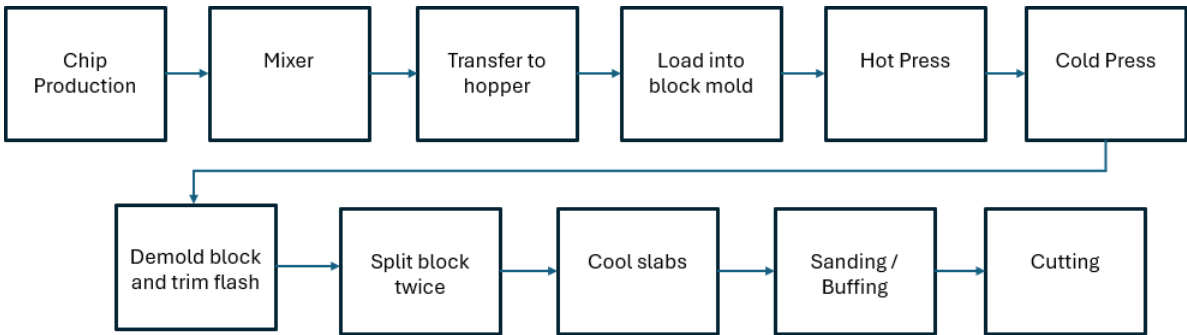 Chip
Production
Mixer
Transfer to
hopper
Load into
block mold
Hot Press
Cold Press
Demold block
and trim flash
Split block
twice
Cool slabs
Sanding /
Buffing
Cutting